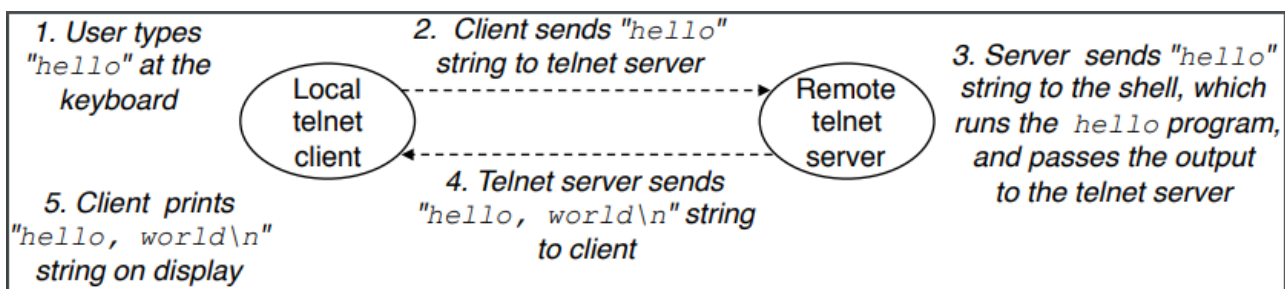 1. User types
"hello" at the
keyboard
2. Client sends "hello"
string to telnet server
Local
telnet
client
Remote
telnet
server
3. Server sends "hello"
string to the shell, which
runs the hello program,
and passes the output
to the telnet server
4. Telnet server sends
"hello, world\n" string
to client
5. Client prints
"hello, world\n"
string on display